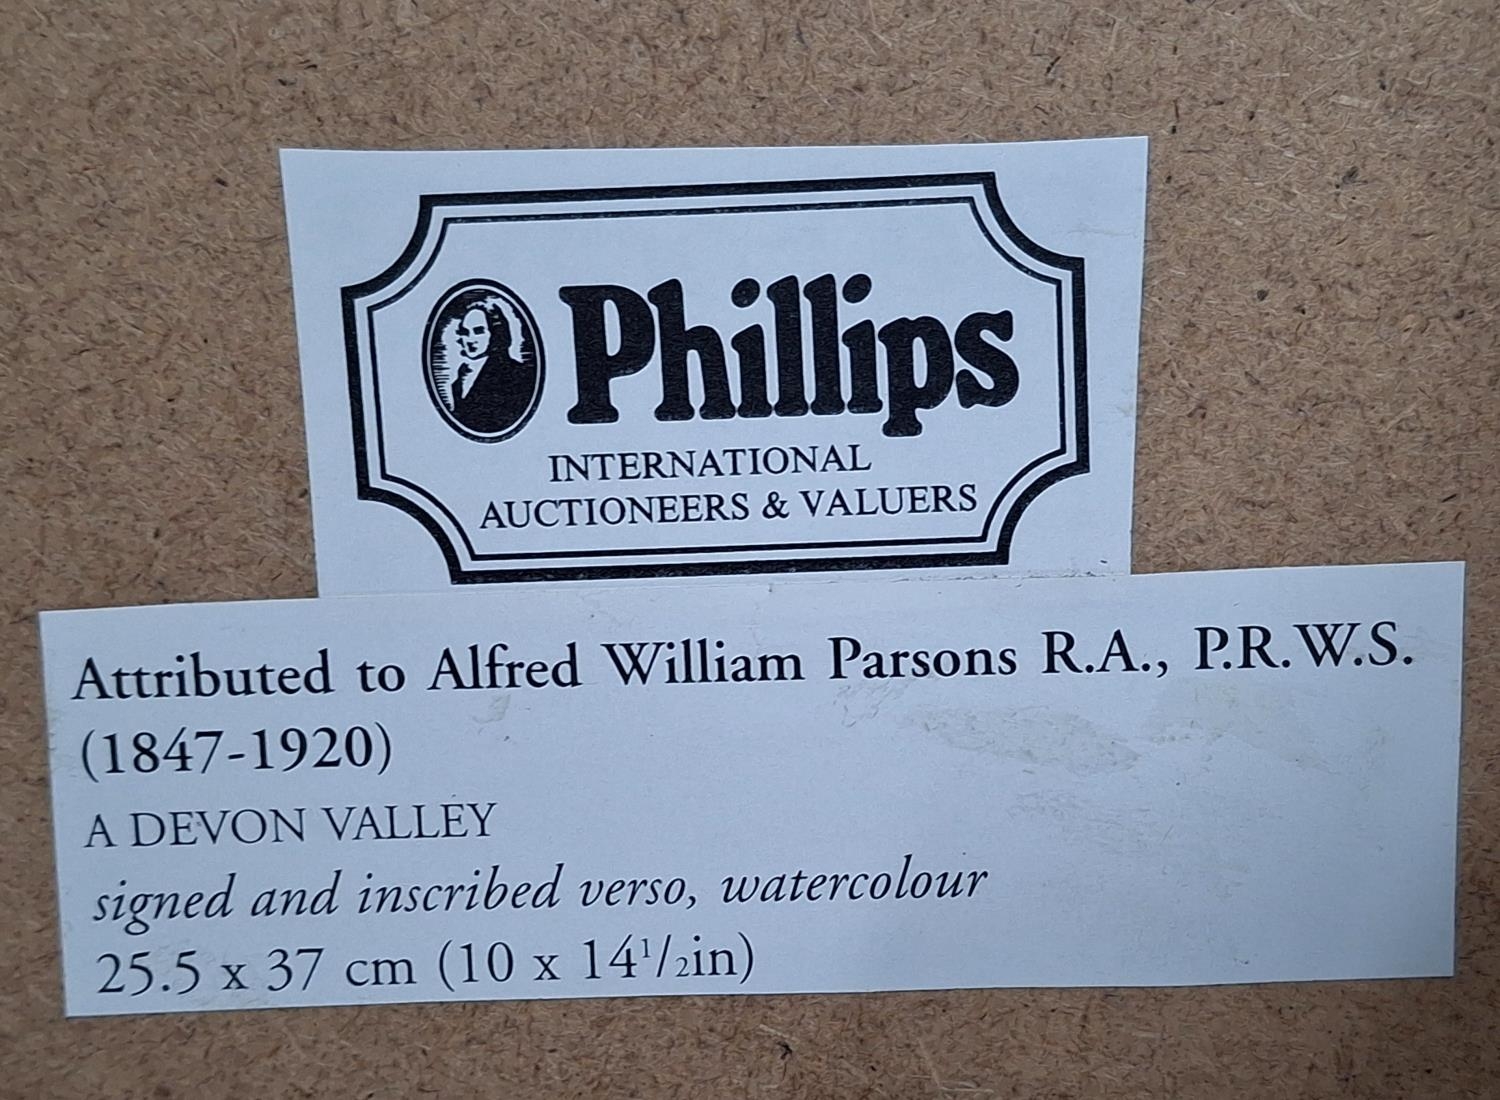 Phillips
INTERNATIONAL
AUCTIONEERS & VALUERS
Attributed to Alfred William Parsons R.A., P.R.W.S.
(1847-1920)
A DEVON VALLEY
signed and inscribed verso, watercolour
25.5 x 37 cm (10 x 14¹/₂in)